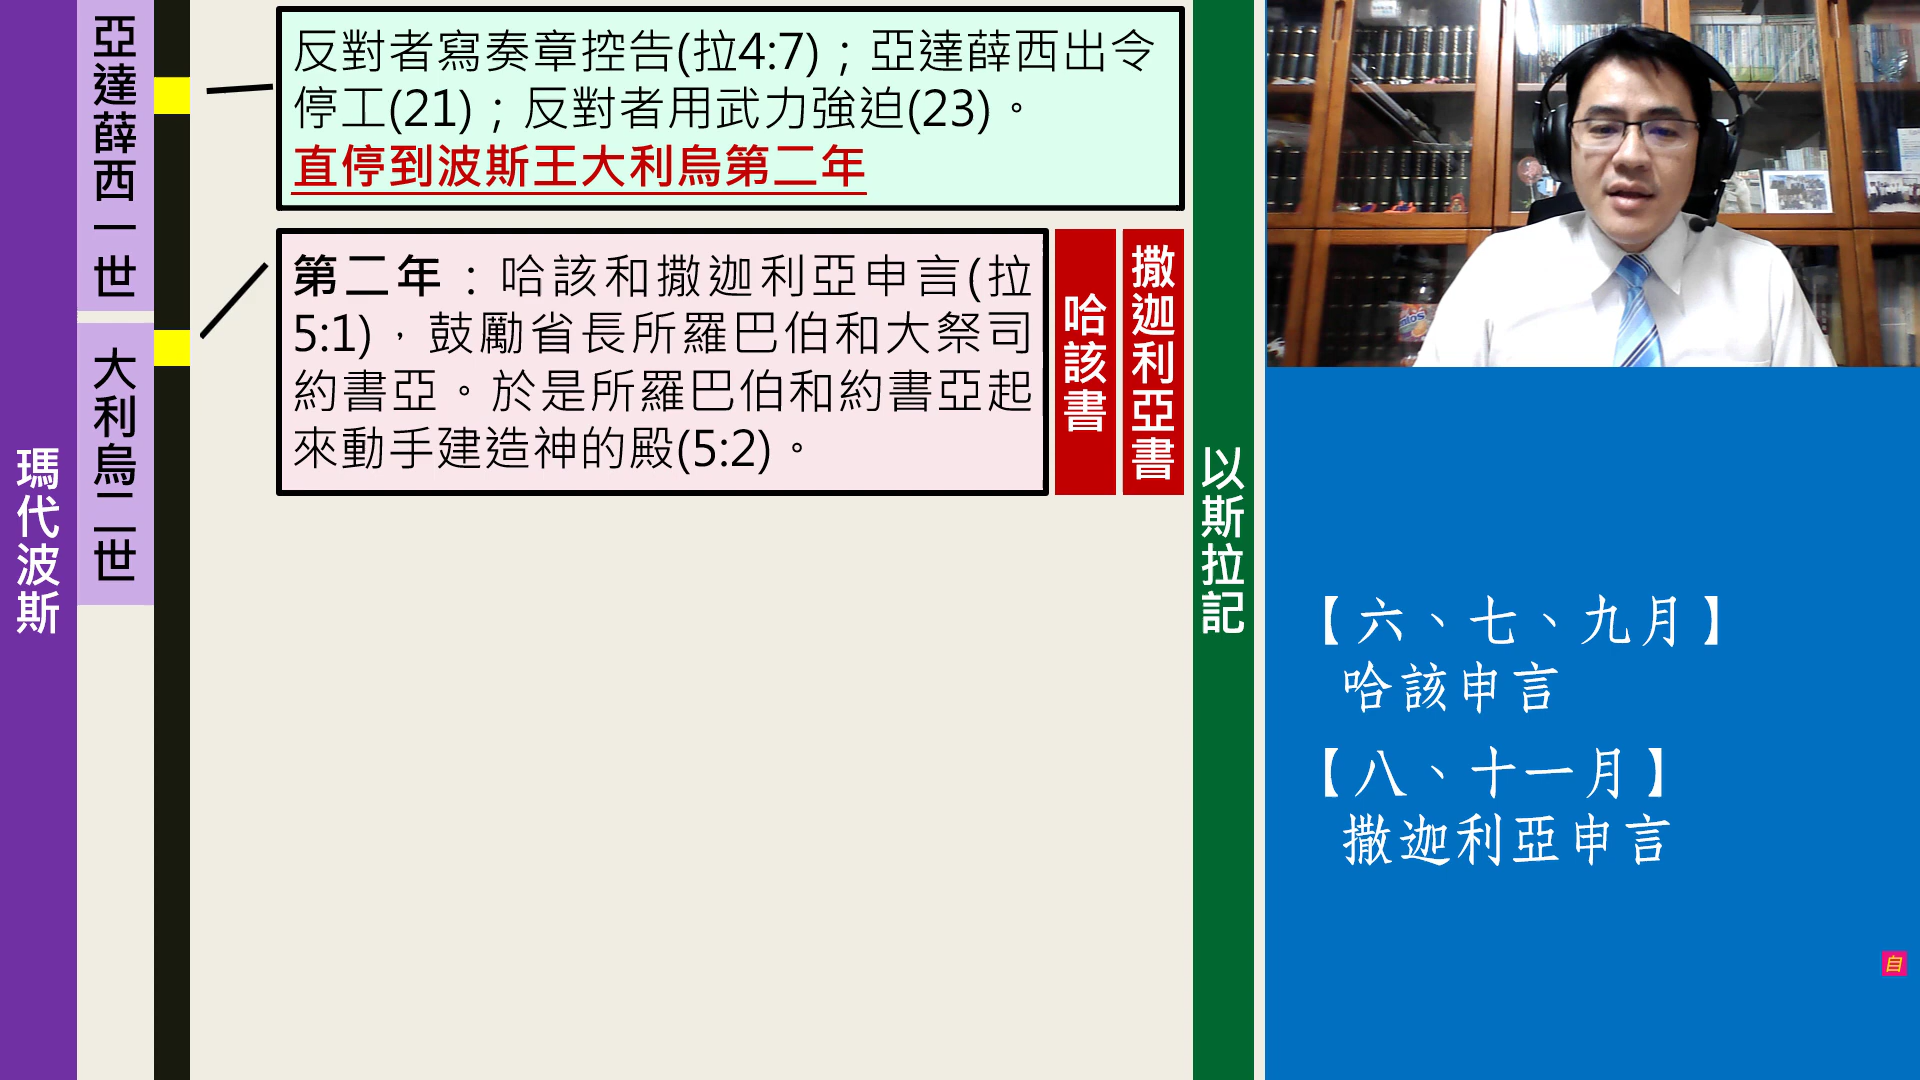 瑪代波斯
亞達薛西一世
大利烏二世
反對者寫奏章控告(拉4:7)；亞達薛西出令
停工(21)；反對者用武力強迫(23)。
直停到波斯王大利烏第二年
第二年：哈該和撒迦利亞申言(拉
5:1)，鼓勵省長所羅巴伯和大祭司
約書亞。於是所羅巴伯和約書亞起
來動手建造神的殿(5:2)。
哈該書
撒迦利亞書
以斯拉記
【六、七、九月】
哈該申言
【八、十一月】
撒迦利亞申言
自